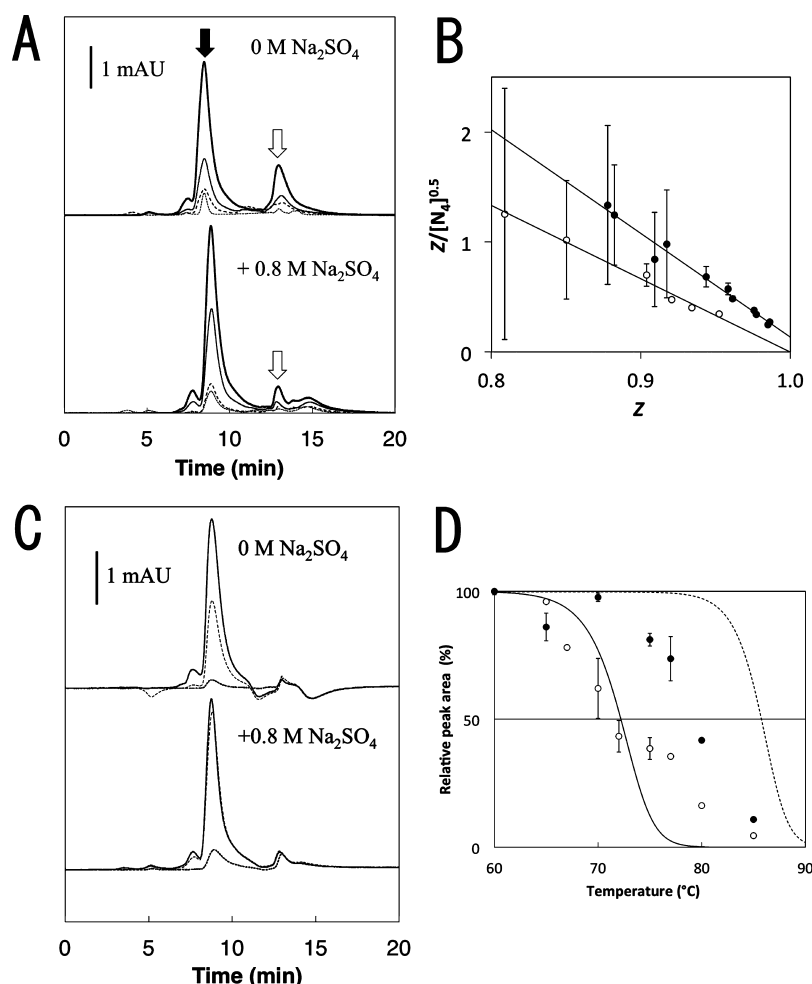 A
0 M Na₂SO₄
1 mAU
+ 0.8 M Na₂SO₄
0 5 10 15 20
Time (min)
B
Z/[N₄]⁰·⁵
2
1
0
0.8 0.9 1.0
Z
C
0 M Na₂SO₄
1 mAU
+0.8 M Na₂SO₄
0 5 10 15 20
Time (min)
D
Relative peak area (%)
100
50
0
60 70 80 90
Temperature (°C)